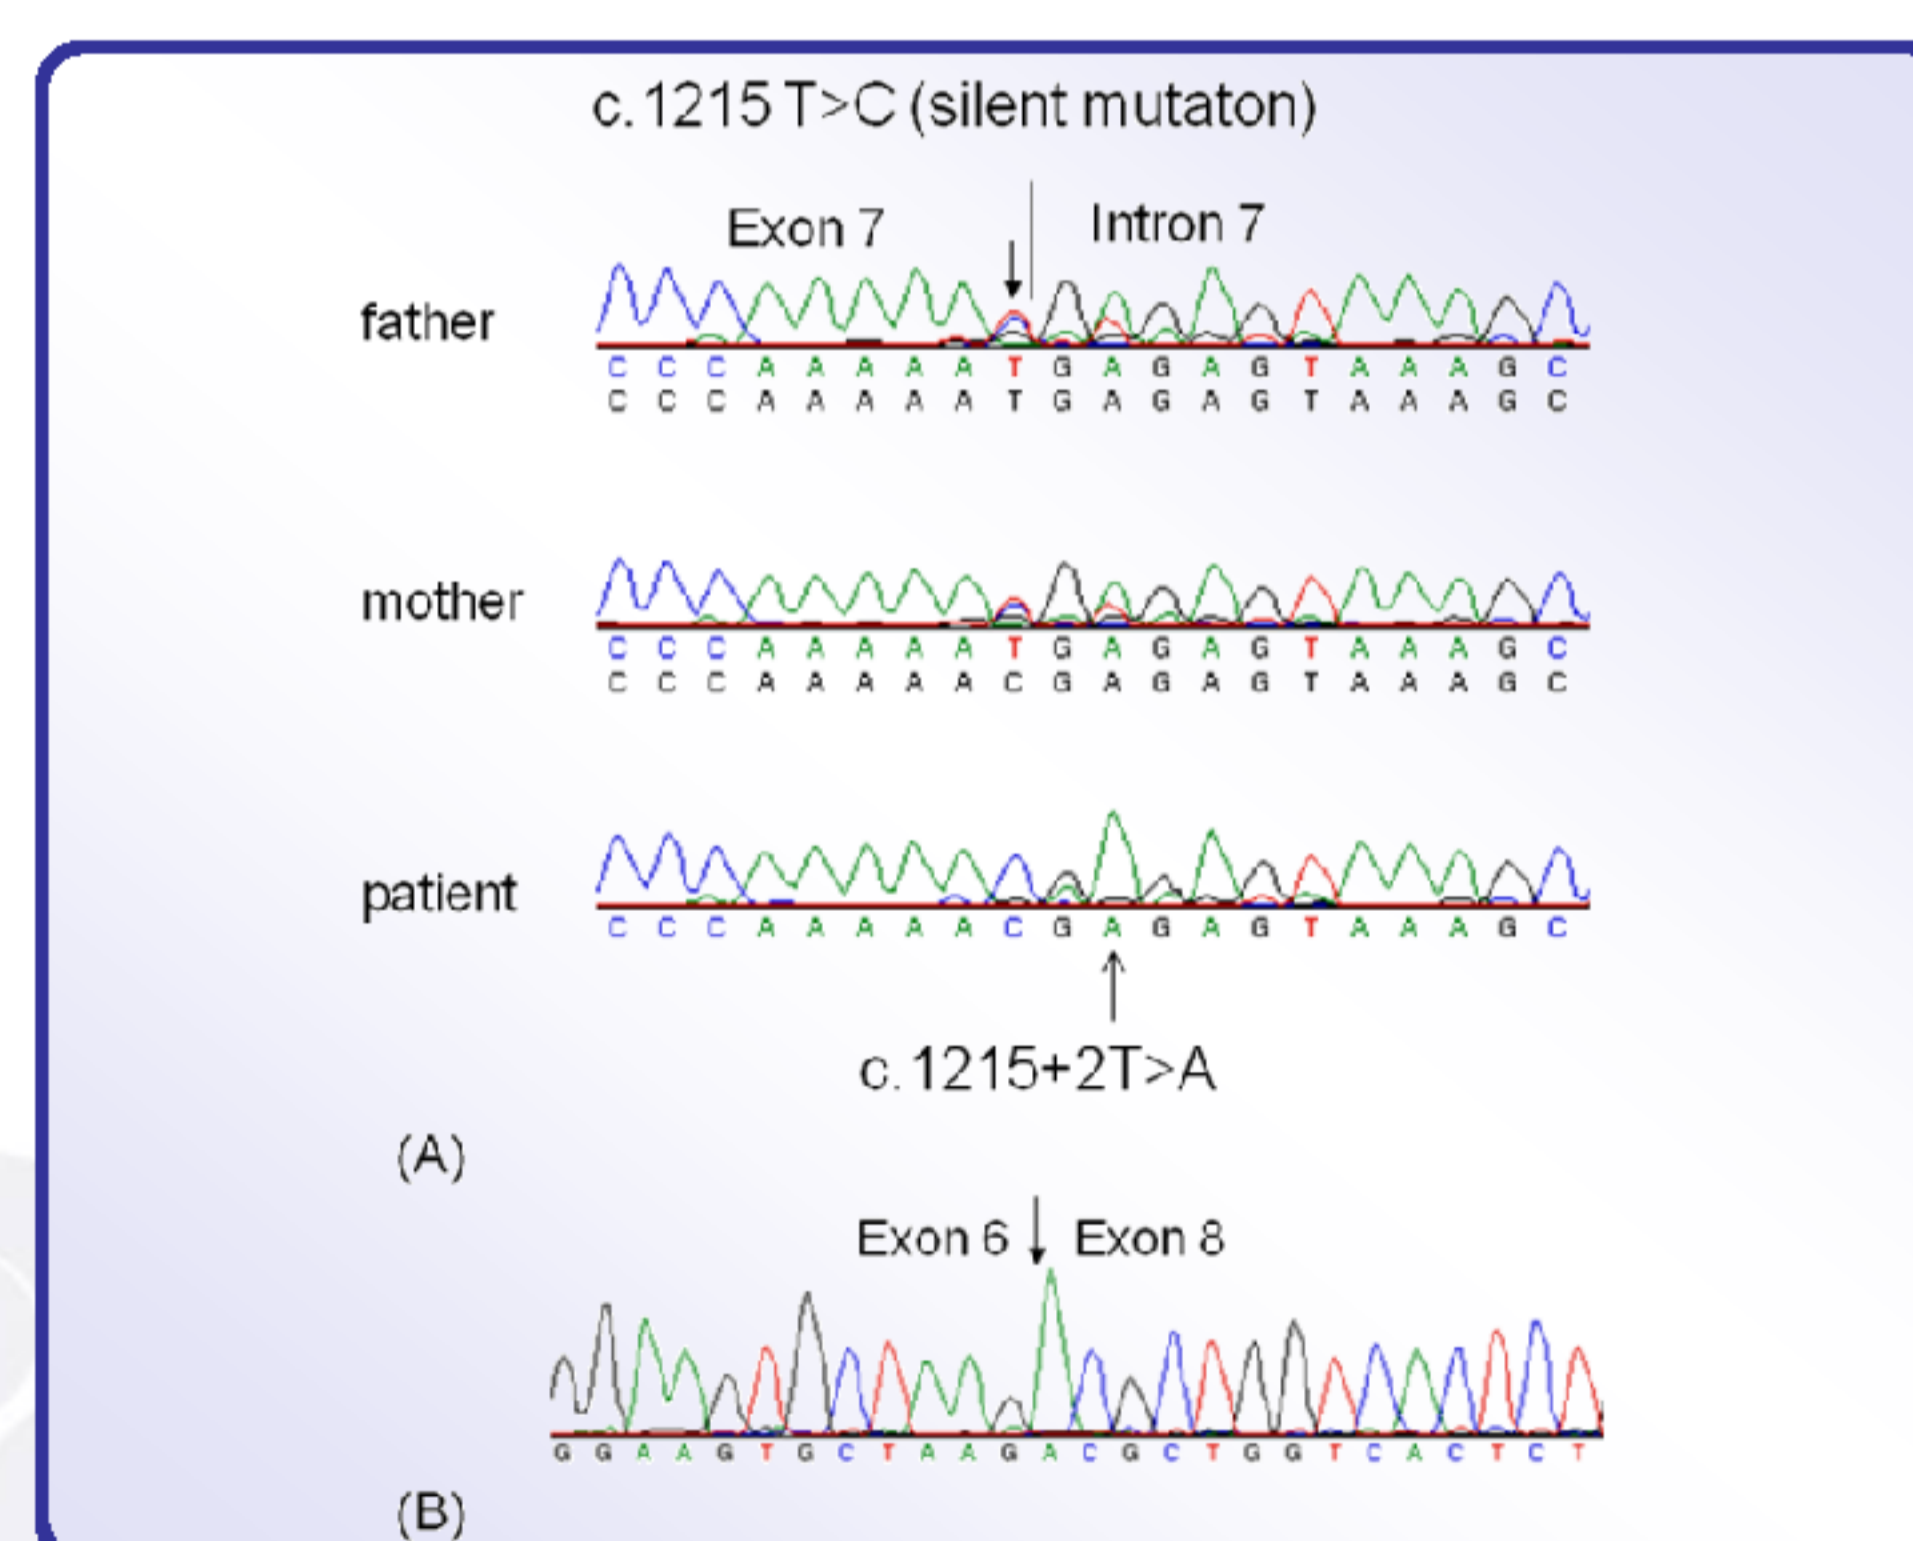 c.1215 T>C (silent mutaton)
Exon 7 Intron 7
father
C C C A A A A A T G A G A G T A A A G C
C C C A A A A A T G A G A G T A A A G C
mother
C C C A A A A A T G A G A G T A A A G C
C C C A A A A A C G A G A G T A A A G C
patient
C C C A A A A A C G A G A G T A A A G C
c.1215+2T>A
(A)
Exon 6 Exon 8
G G A A G T G C T A A G A C G C T G G T C A C T C T
(B)